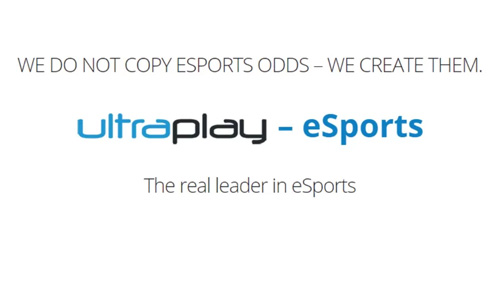 WE DO NOT COPY ESPORTS ODDS – WE CREATE THEM.
ultraplay – eSports
The real leader in eSports